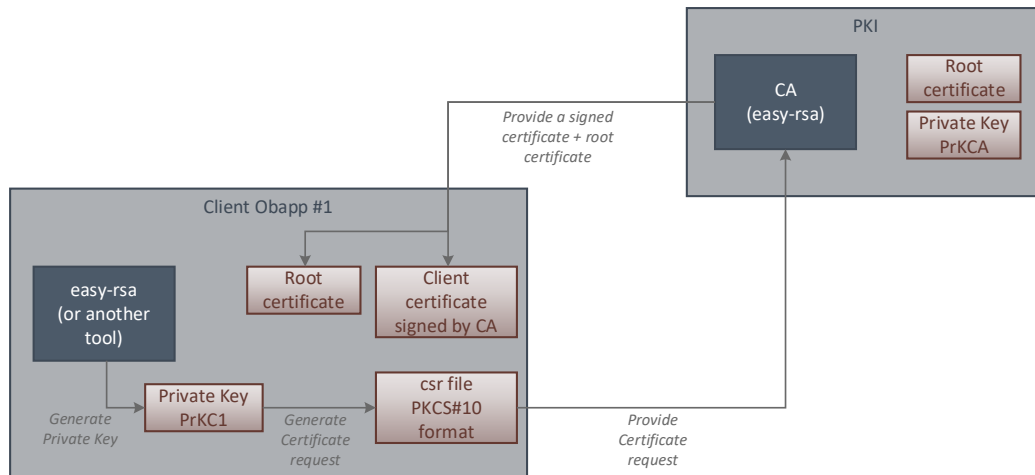 PKI
CA
(easy-rsa)
Root
certificate
Private Key
PrKCA
Provide a signed
certificate + root
certificate
Client Obapp #1
easy-rsa
(or another
tool)
Root
certificate
Client
certificate
signed by CA
Generate
Private Key
Private Key
PrKC1
Generate
Certificate
request
csr file
PKCS#10
format
Provide
Certificate
request